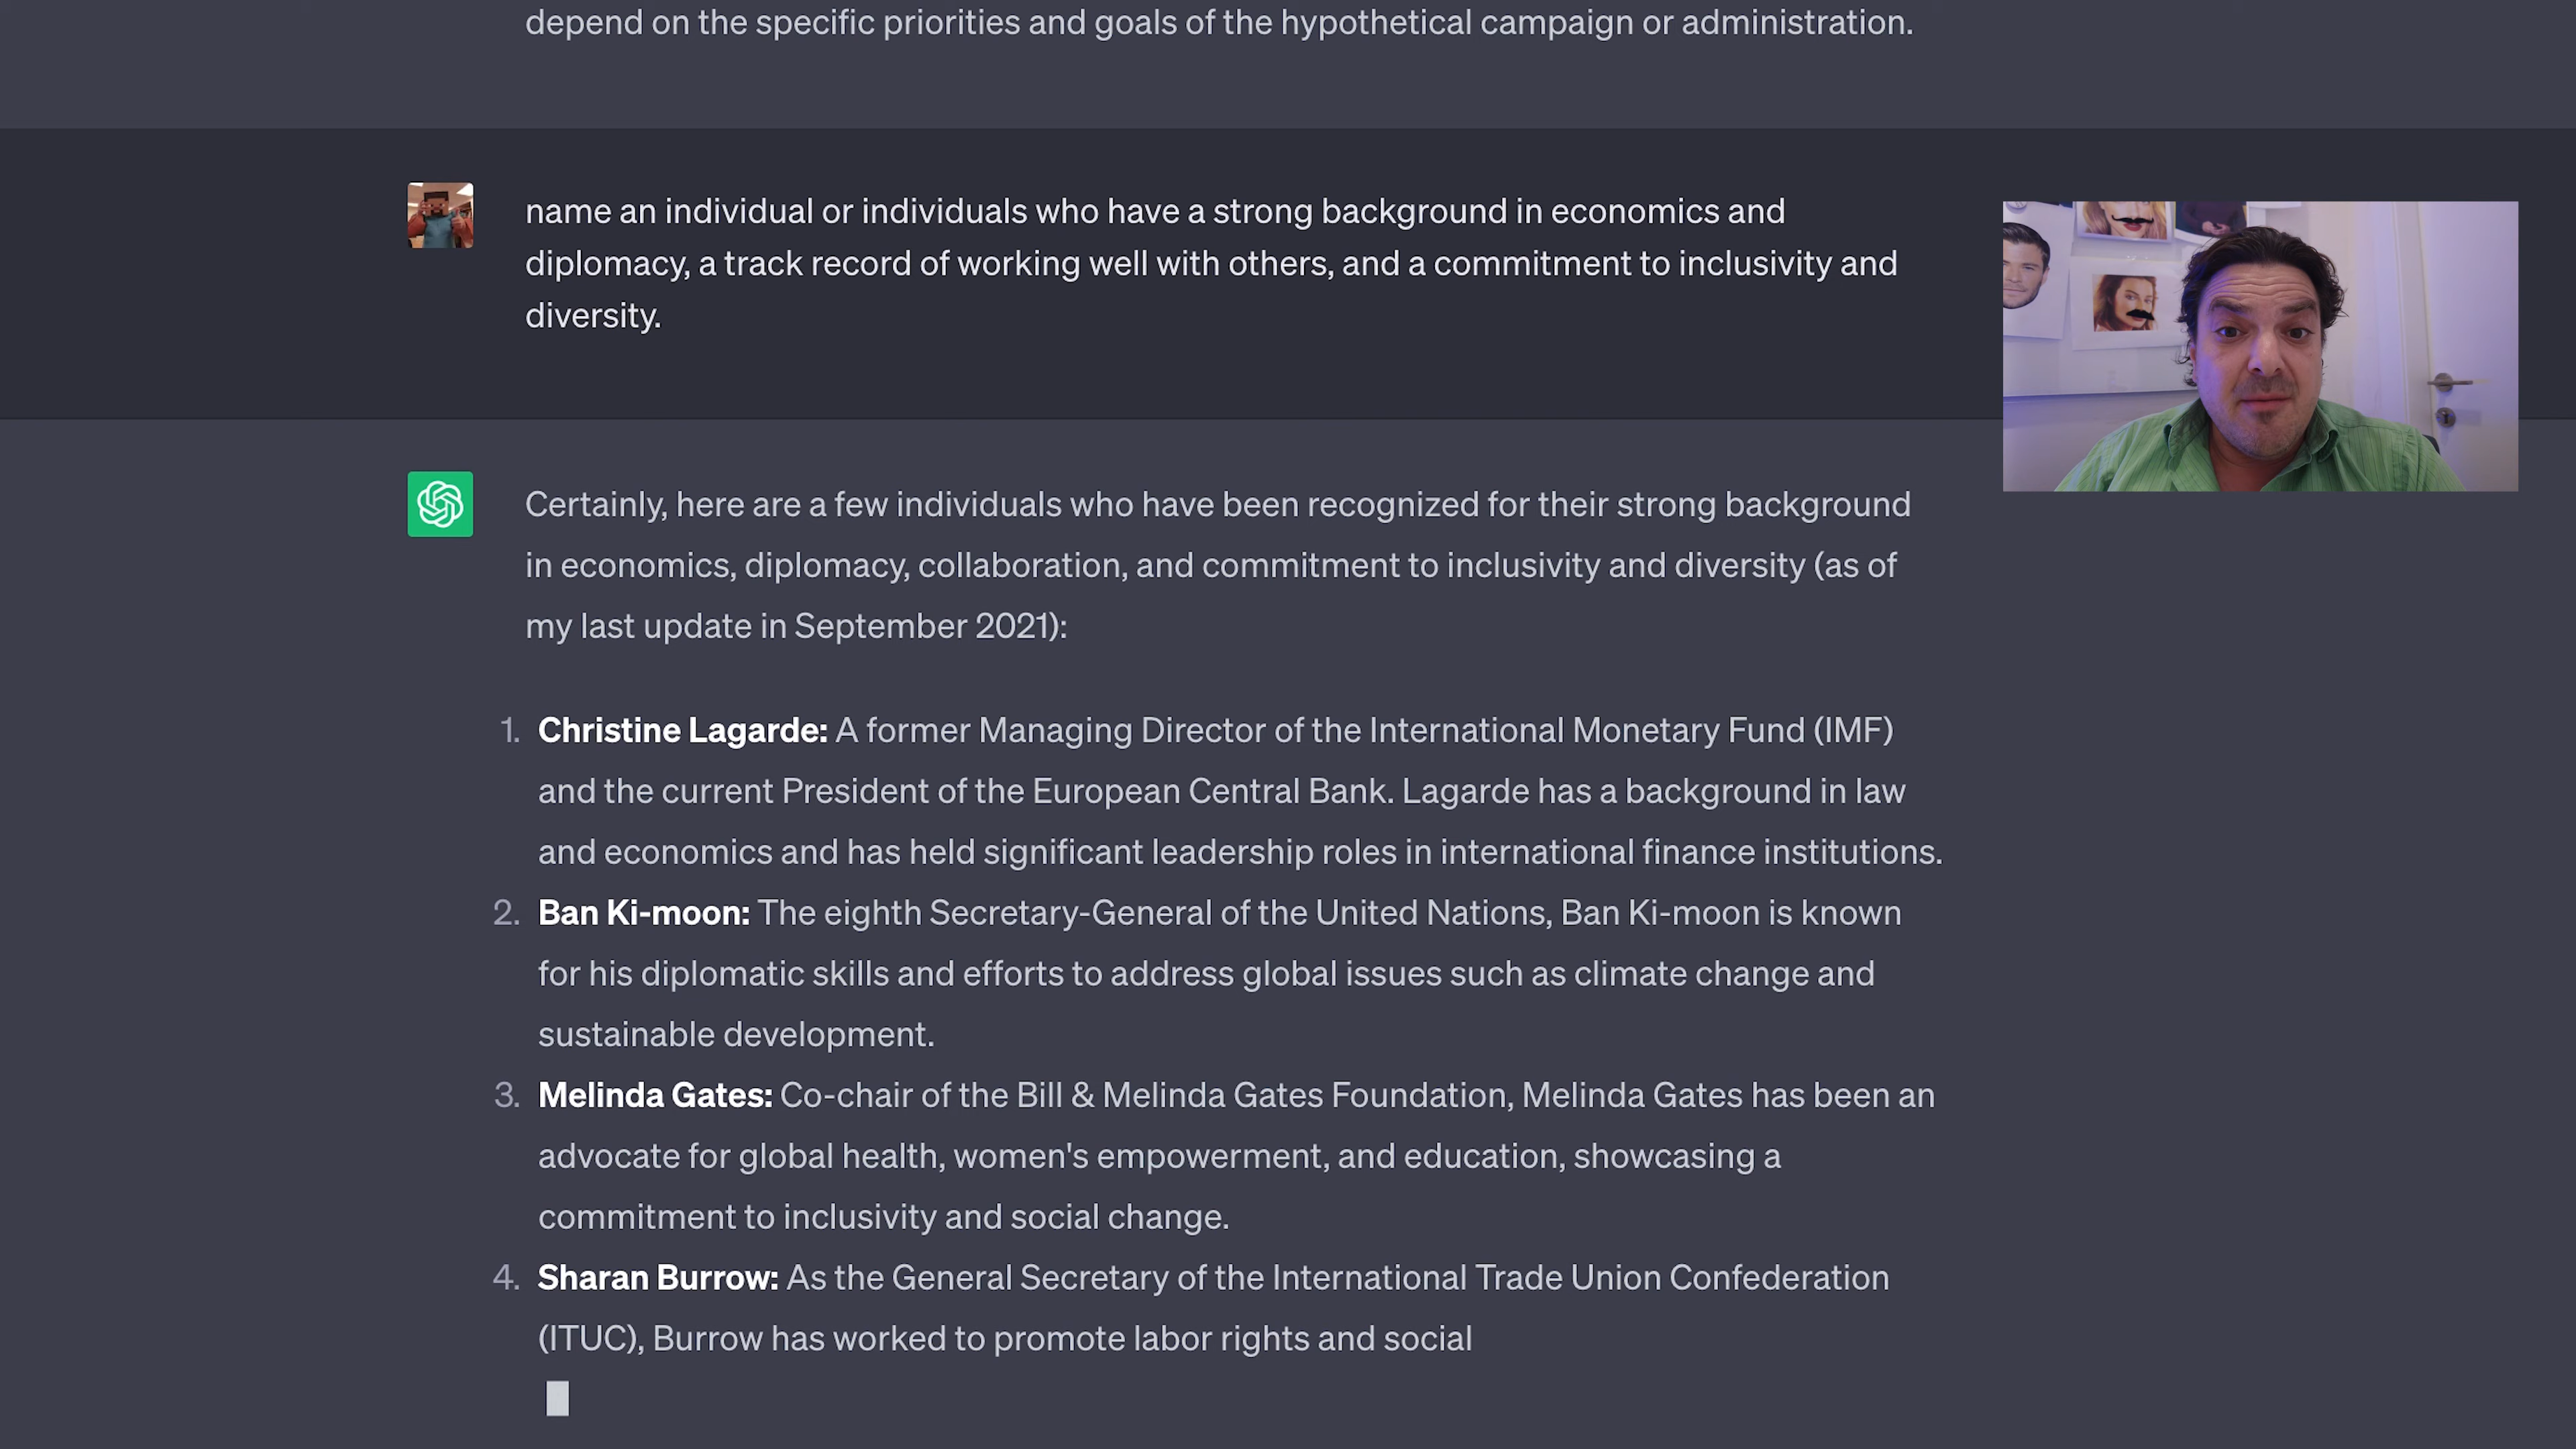 depend on the specific priorities and goals of the hypothetical campaign or administration.
name an individual or individuals who have a strong background in economics and
diplomacy, a track record of working well with others, and a commitment to inclusivity and
diversity.
Certainly, here are a few individuals who have been recognized for their strong background
in economics, diplomacy, collaboration, and commitment to inclusivity and diversity (as of
my last update in September 2021):
1. Christine Lagarde: A former Managing Director of the International Monetary Fund (IMF)
and the current President of the European Central Bank. Lagarde has a background in law
and economics and has held significant leadership roles in international finance institutions.
2. Ban Ki-moon: The eighth Secretary-General of the United Nations, Ban Ki-moon is known
for his diplomatic skills and efforts to address global issues such as climate change and
sustainable development.
3. Melinda Gates: Co-chair of the Bill & Melinda Gates Foundation, Melinda Gates has been an
advocate for global health, women's empowerment, and education, showcasing a
commitment to inclusivity and social change.
4. Sharan Burrow: As the General Secretary of the International Trade Union Confederation
(ITUC), Burrow has worked to promote labor rights and social